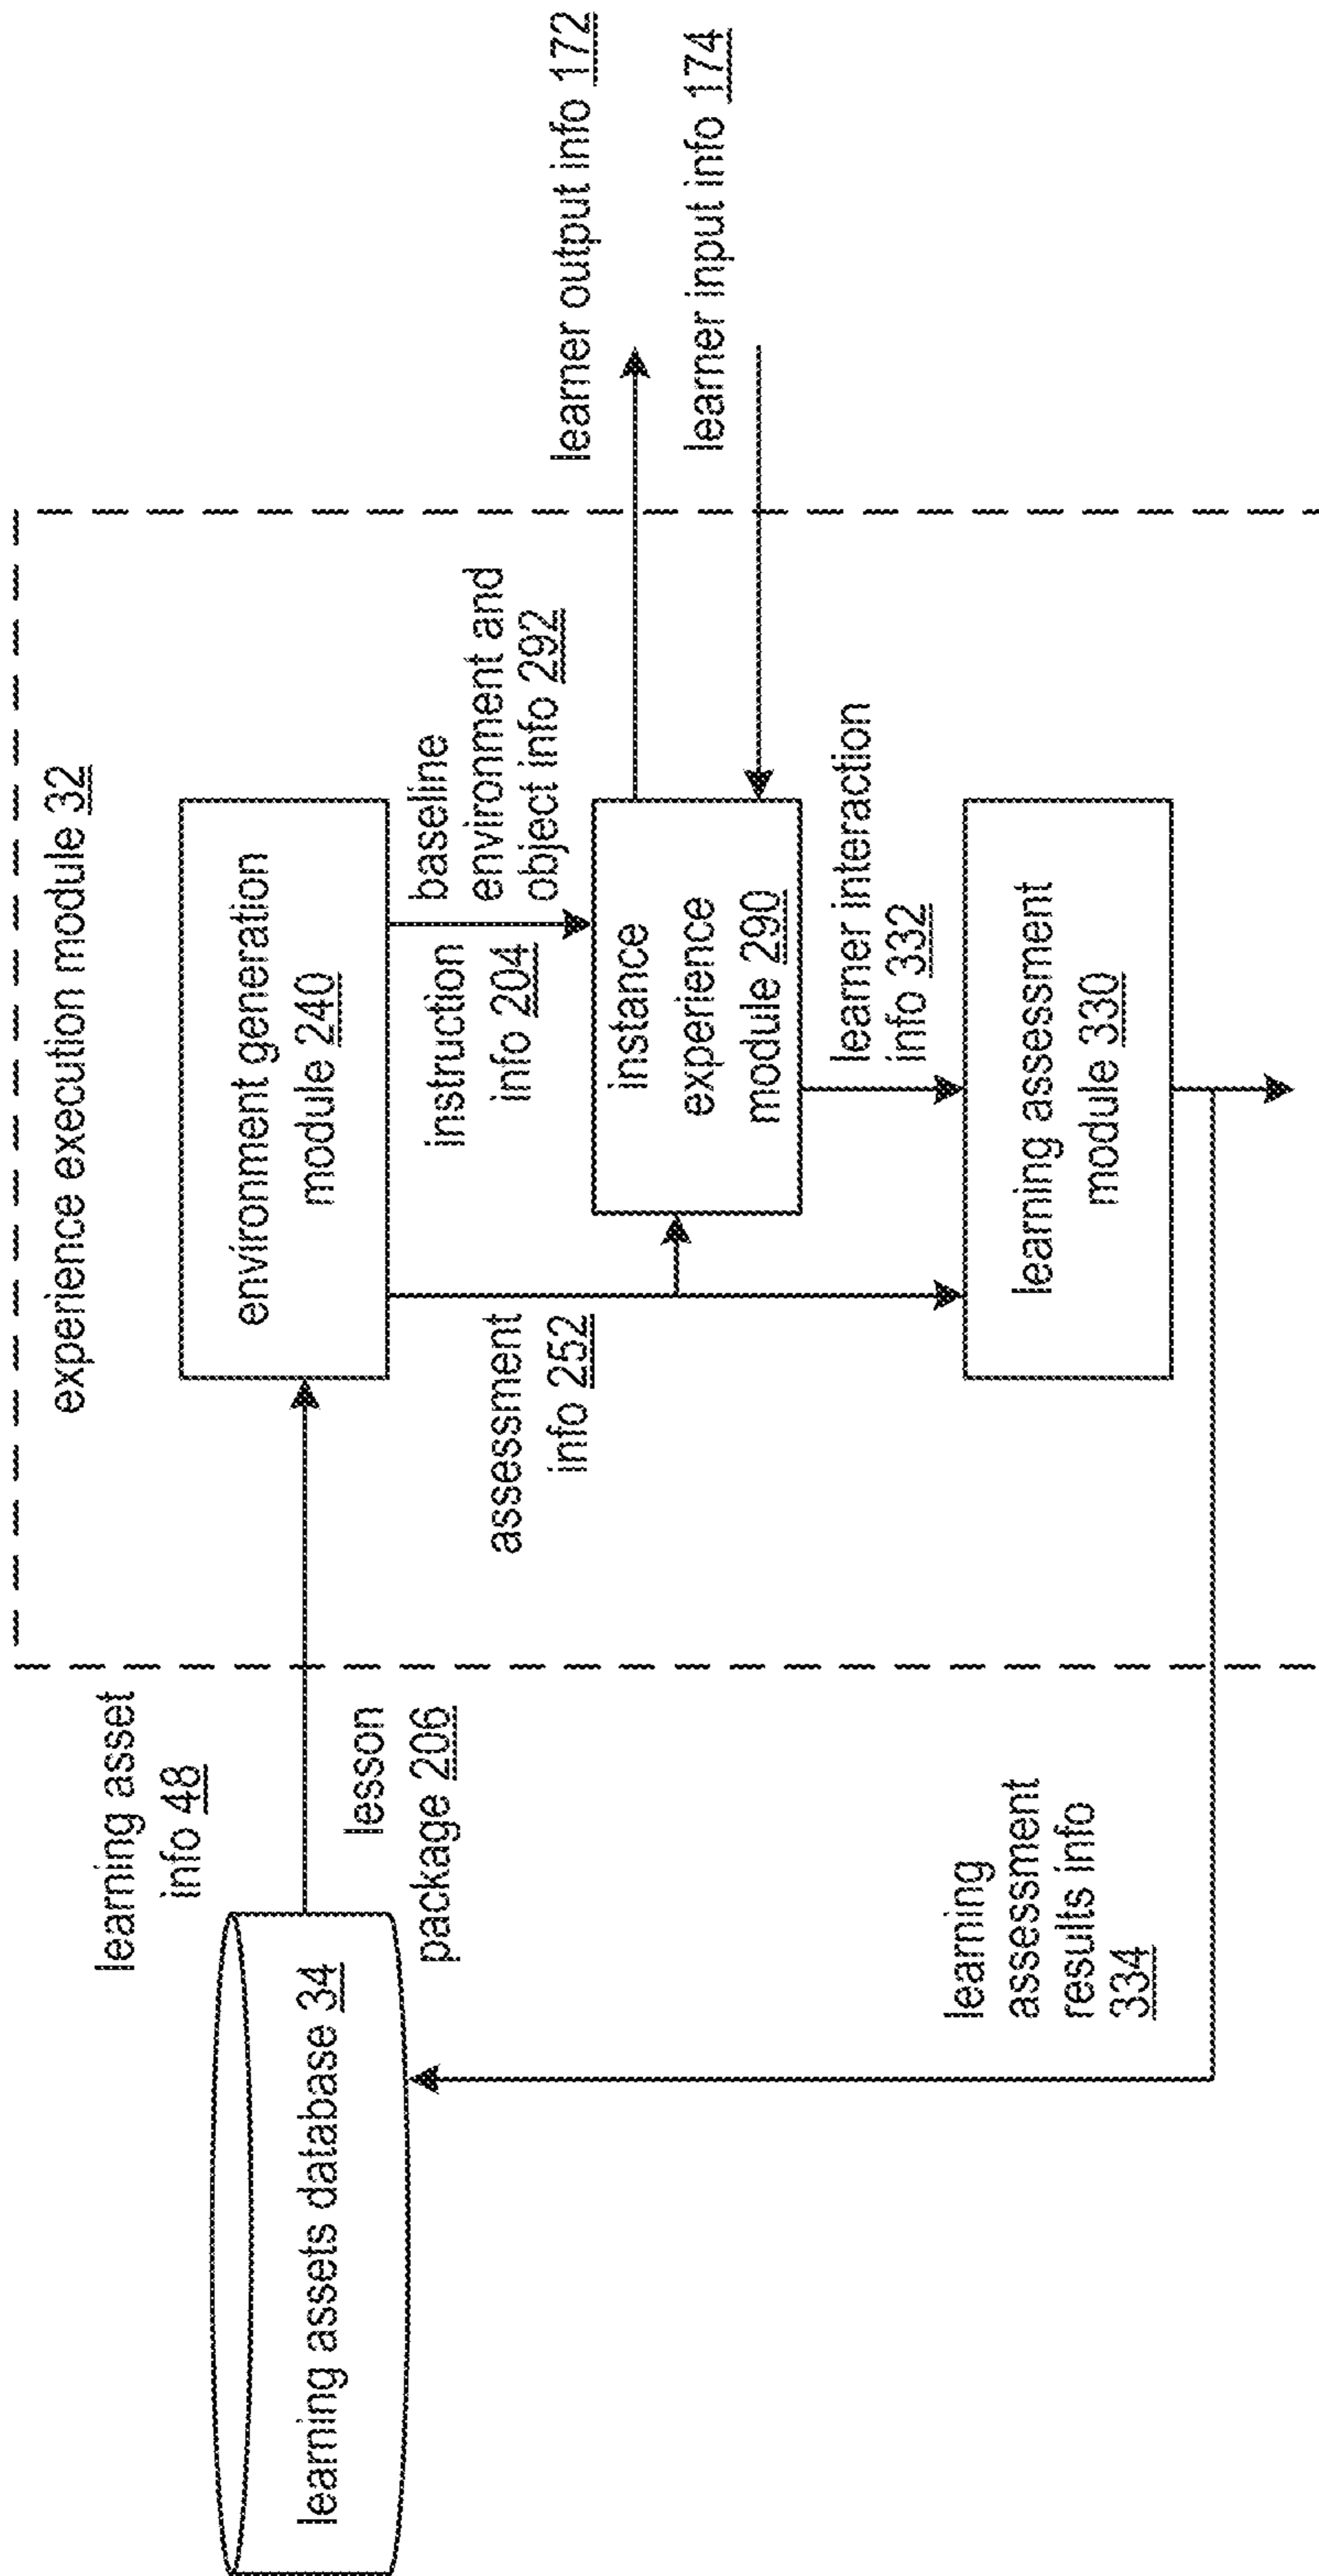 experience execution module 32
learning asset
info 48
lesson
package 206
learning assets database 34
environment generation
module 240
assessment
info 252
instruction
info 204
baseline
environment and
object info 292
instance
experience
module 290
learner output info 172
learner input info 174
learner interaction
info 332
learning assessment
module 330
learning
assessment
results info
334